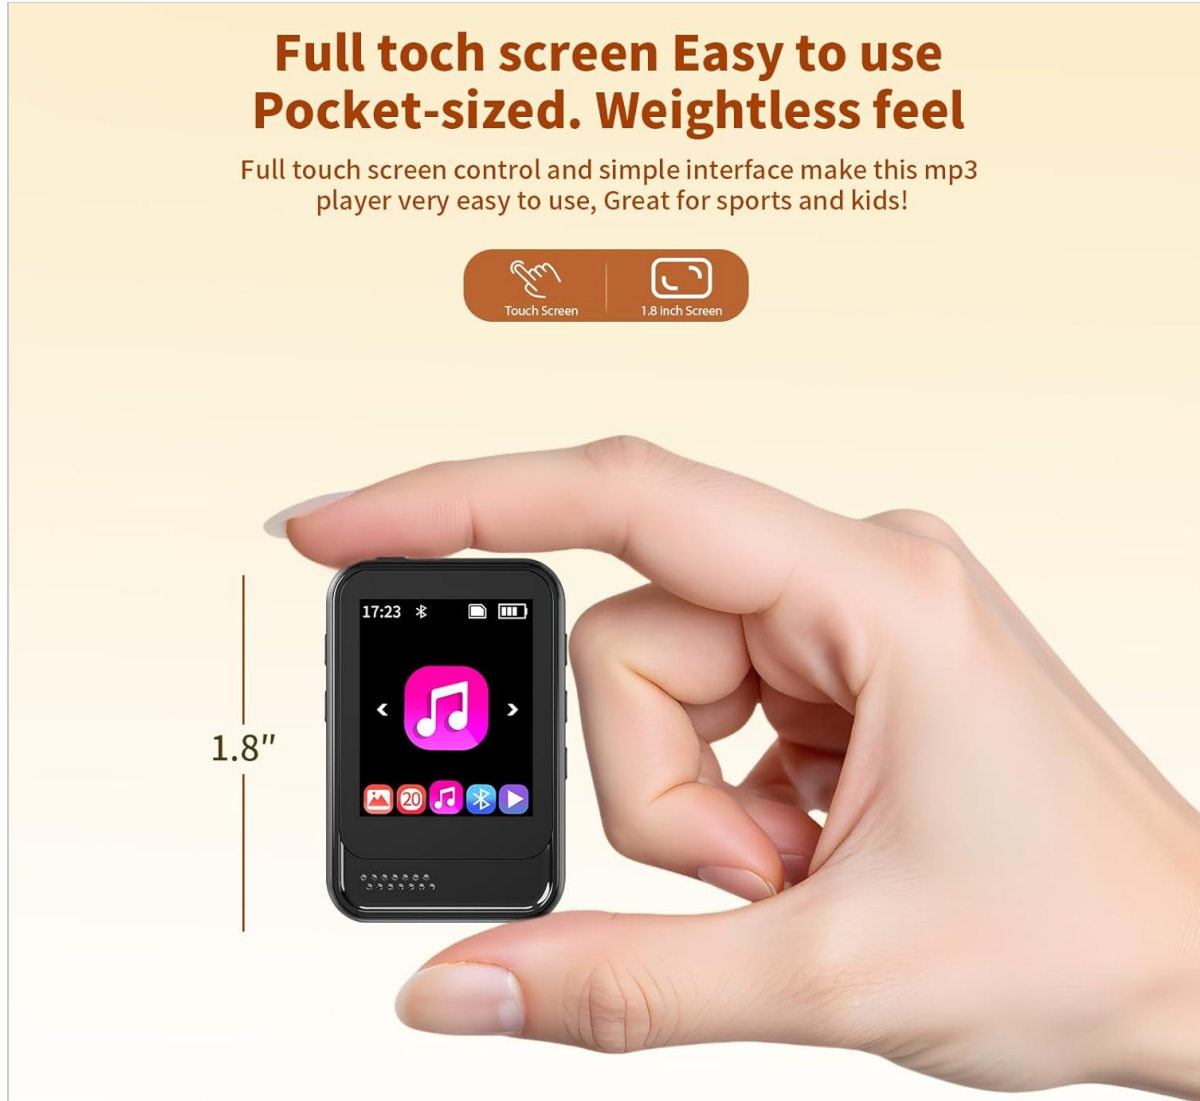 Full toch screen Easy to use
Pocket-sized. Weightless feel
Full touch screen control and simple interface make this mp3
player very easy to use, Great for sports and kids!
Touch Screen
1.8 inch Screen
17:23
1.8"
20